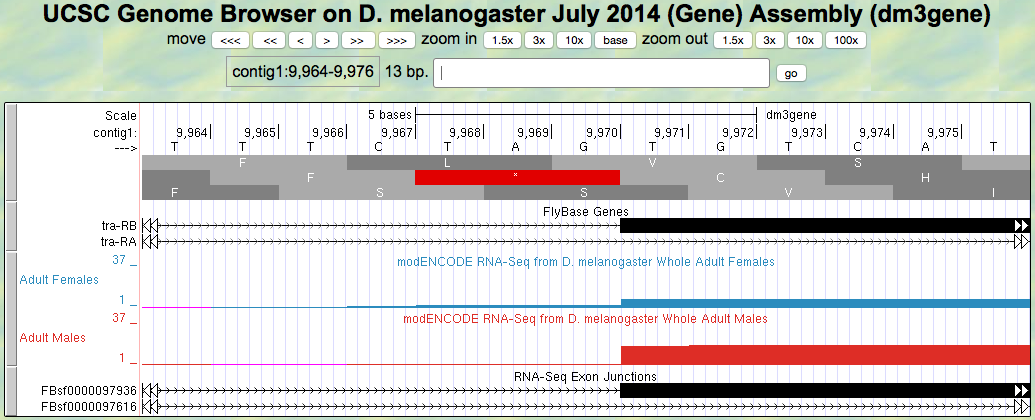 UCSC Genome Browser on D. melanogaster July 2014 (Gene) Assembly (dm3gene)
move <<< << < > >> >>> zoom in 1.5x 3x 10x base zoom out 1.5x 3x 10x 100x
contig1:9,964-9,976 13 bp. go
Scale 5 bases dm3gene
contig1: 9,964 9,965 9,966 9,967 9,968 9,969 9,970 9,971 9,972 9,973 9,974 9,975
---> T T T C T A G T G T C A T
F L V S
F * C H
F S S V I
FlyBase Genes
tra-RB
tra-RA
modENCODE RNA-Seq from D. melanogaster Whole Adult Females
37 _
Adult Females
1 _
modENCODE RNA-Seq from D. melanogaster Whole Adult Males
37 _
Adult Males
1 _
RNA-Seq Exon Junctions
FBsf0000097936
FBsf0000097616